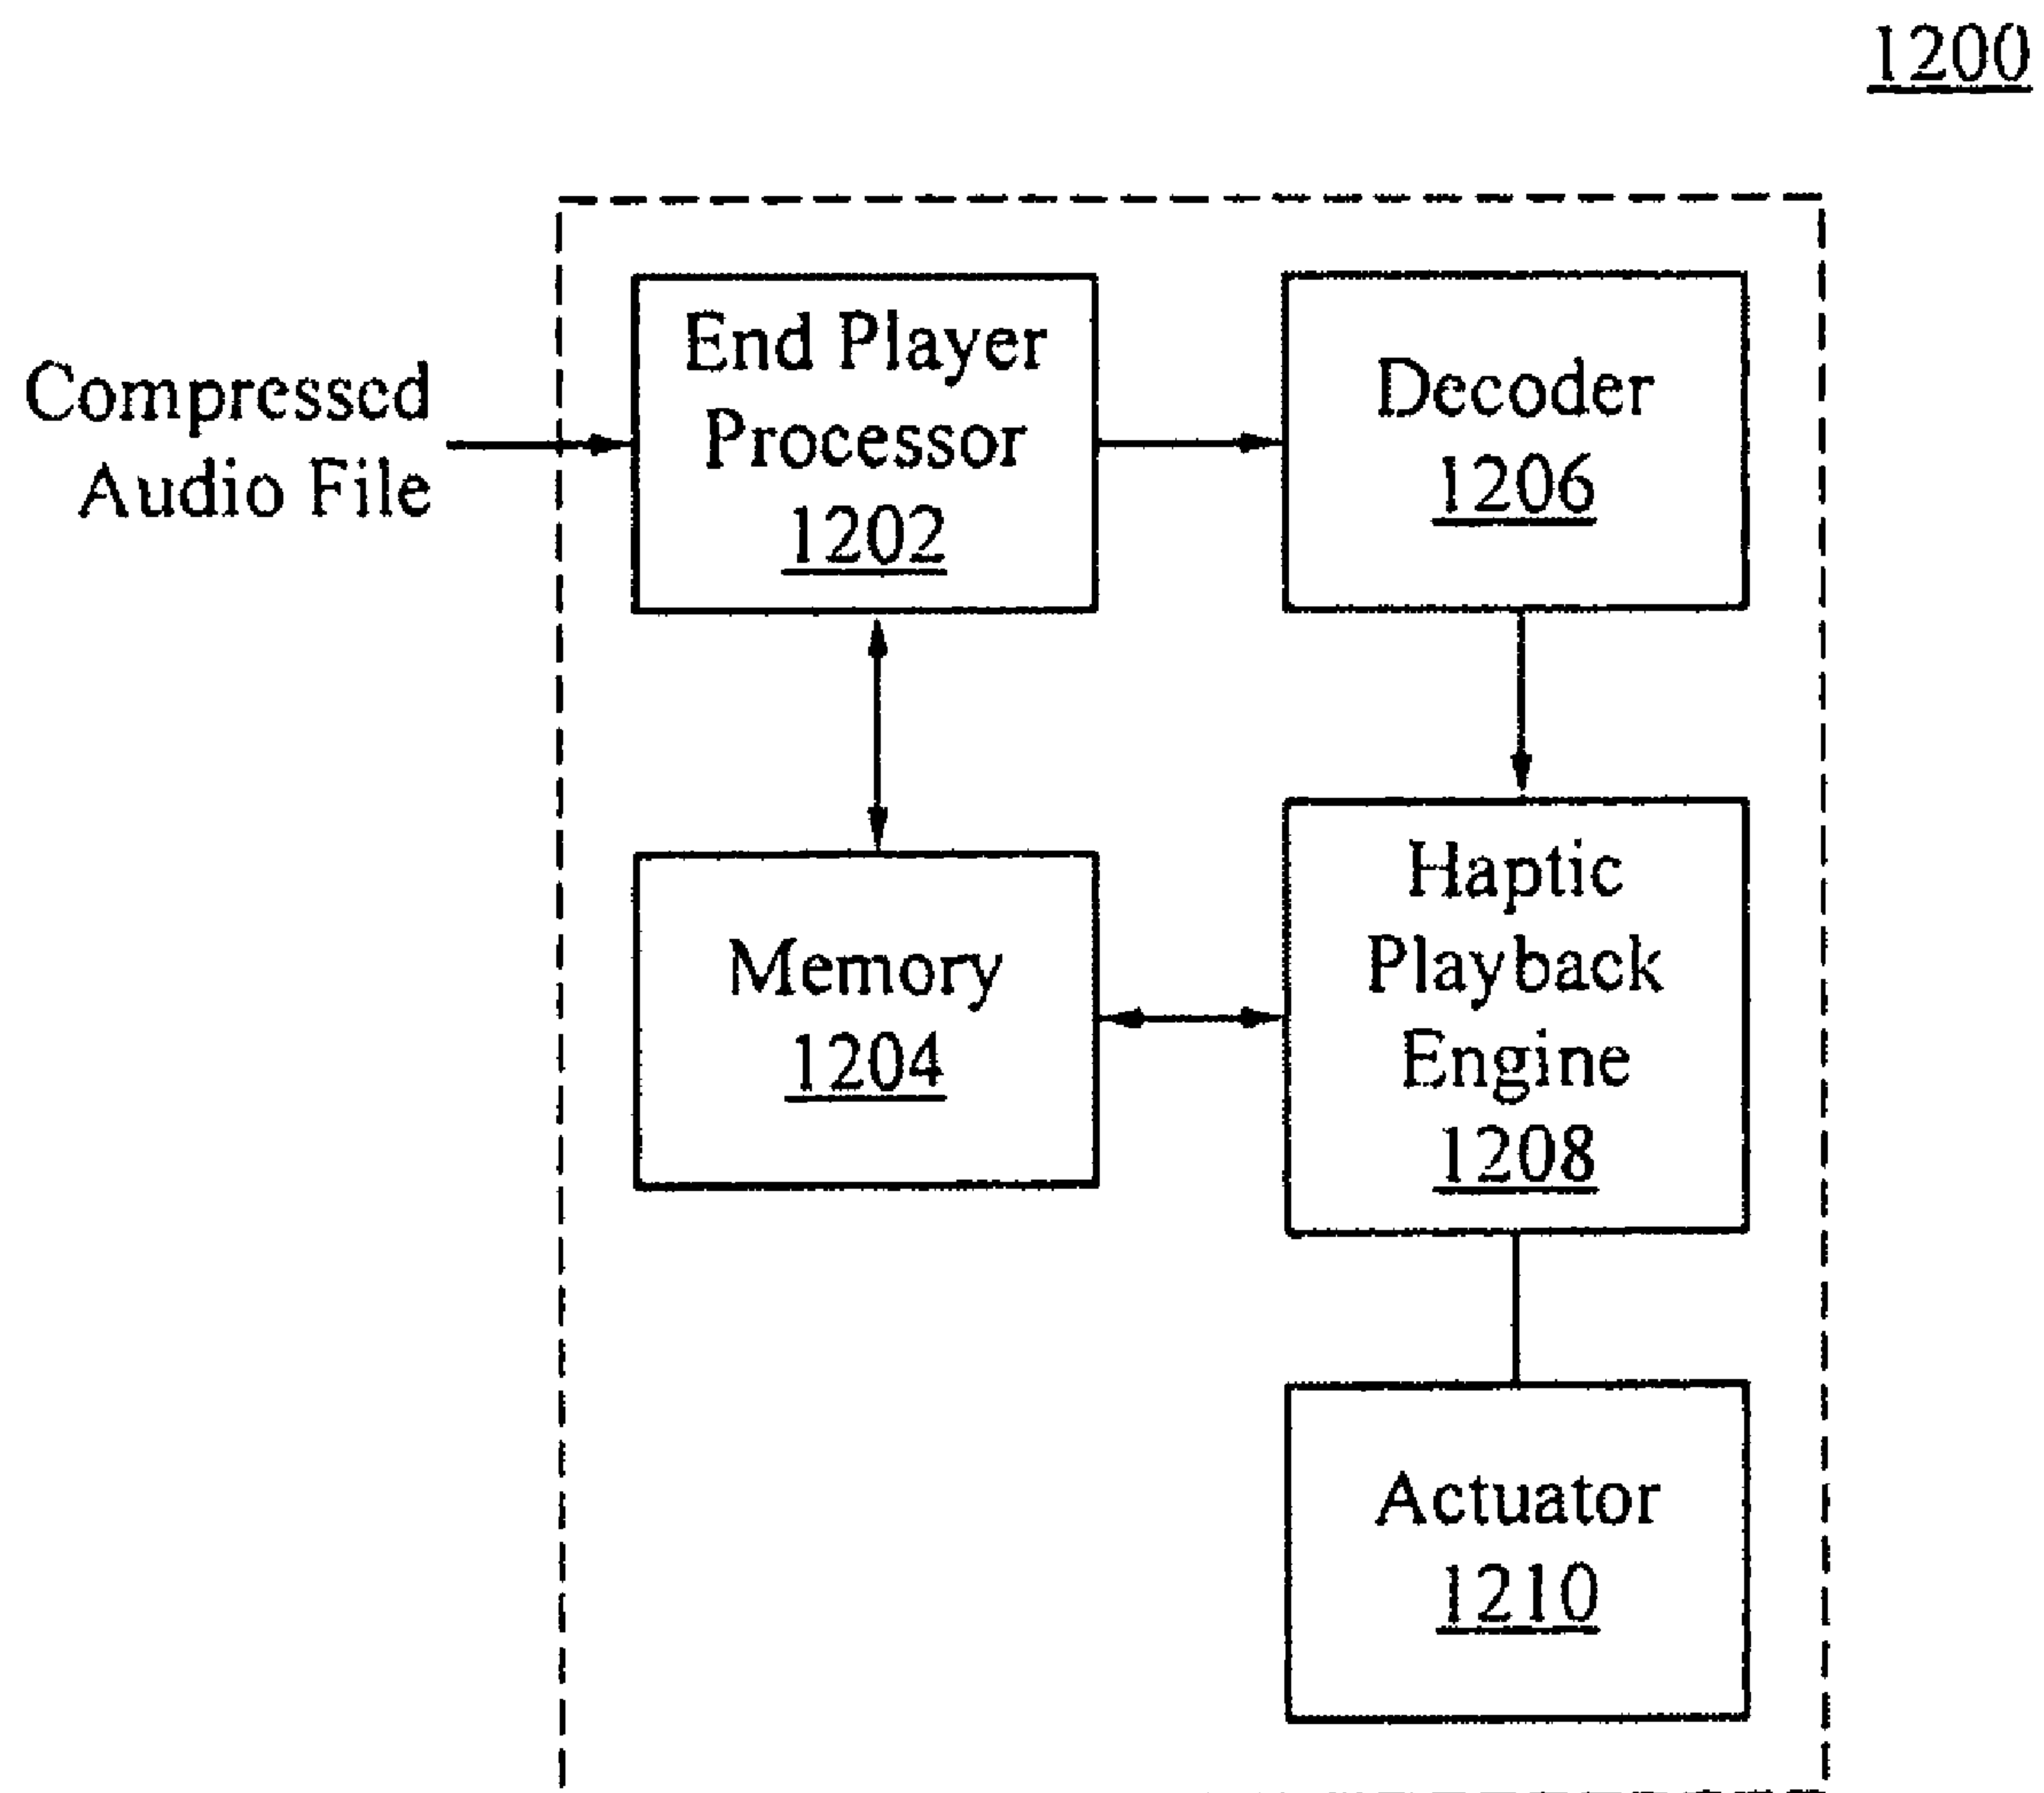 1200
Compressed
Audio File
End Player
Processor
1202
Decoder
1206
Memory
1204
Haptic
Playback
Engine
1208
Actuator
1210